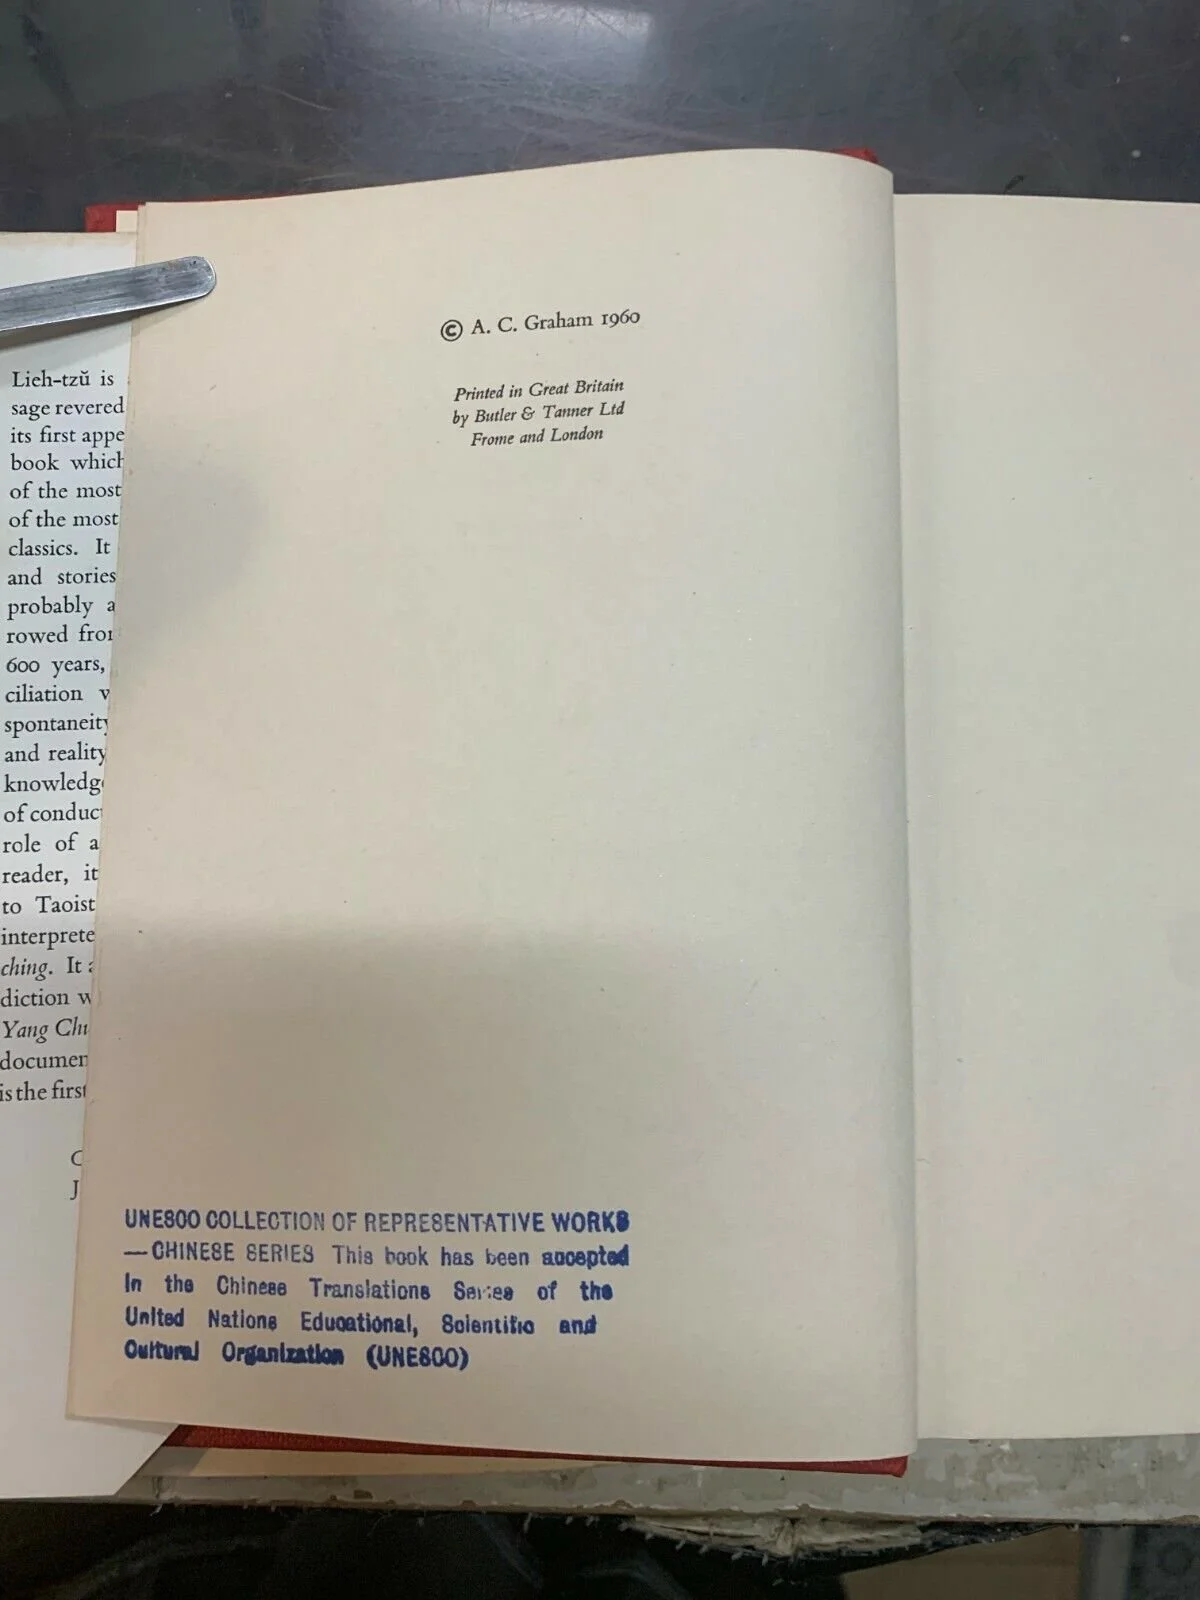 Lieh-tzŭ is
sage revered
its first appe
book which
of the most
of the most
classics. It
and stories
probably a
rowed from
600 years,
ciliation v
spontaneity
and reality
knowledge
of conduct
role of a
reader, it
to Taoist
interprete
ching. It a
diction w
Yang Chu
documen
is the first
C
J
© A. C. Graham 1960
Printed in Great Britain
by Butler & Tanner Ltd
Frome and London
UNESCO COLLECTION OF REPRESENTATIVE WORKS
—CHINESE SERIES This book has been accepted
In the Chinese Translations Series of the
United Nations Educational, Scientific and
Cultural Organization (UNESCO)